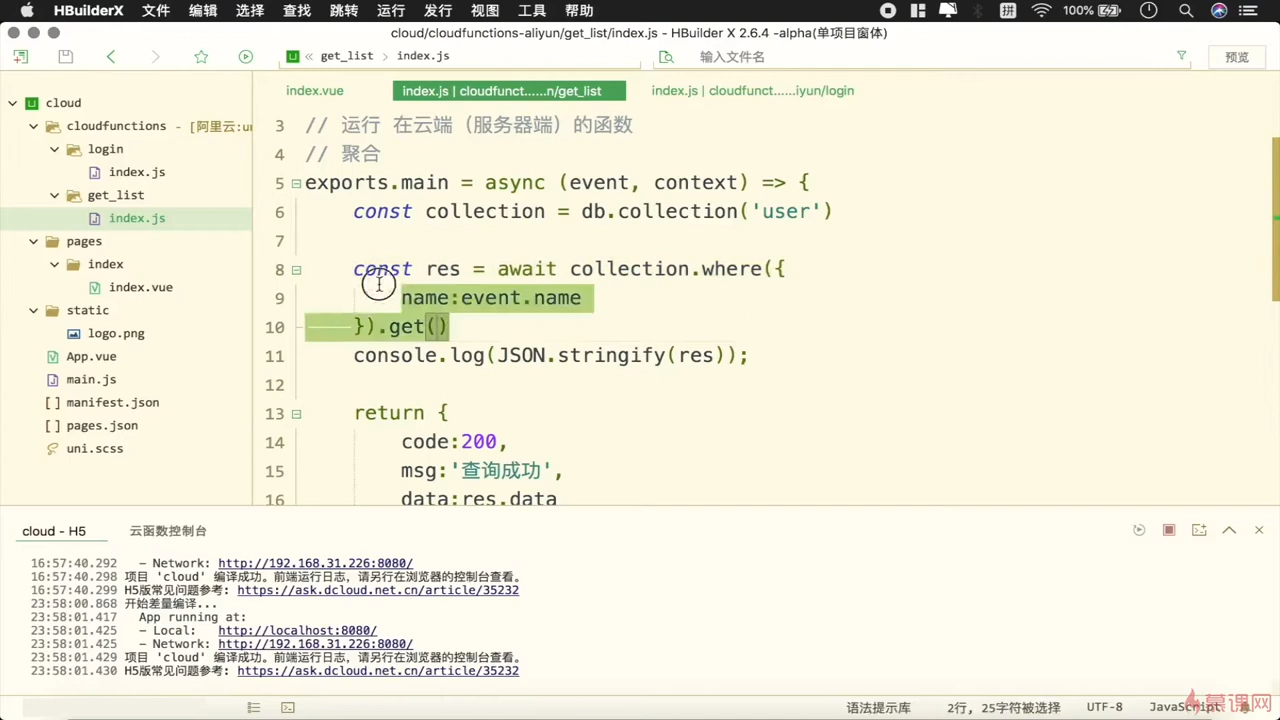 HBuilderX 文件 编辑 选择 查找 跳转 运行 发行 视图 工具 帮助 拼 100%
cloud/cloudfunctions-aliyun/get_list/index.js - HBuilder X 2.6.4 -alpha(单项目窗体)
get_list index.js 输入文件名 预览
cloud
cloudfunctions - [阿里云:un
login
index.js
get_list
index.js
pages
index
index.vue
static
logo.png
App.vue
main.js
manifest.json
pages.json
uni.scss
index.vue index.js | cloudfunct......n/get_list index.js | cloudfunct......iyun/login
3 // 运行 在云端（服务器端）的函数
4 // 聚合
5 exports.main = async (event, context) => {
6 const collection = db.collection('user')
7
8 const res = await collection.where({
9 name:event.name
10 }).get()
11 console.log(JSON.stringify(res));
12
13 return {
14 code:200,
15 msg:'查询成功',
16 data:res.data
cloud - H5 云函数控制台
16:57:40.292 - Network: http://192.168.31.226:8080/
16:57:40.298 项目 'cloud' 编译成功。前端运行日志，请另行在浏览器的控制台查看。
16:57:40.299 H5版常见问题参考: https://ask.dcloud.net.cn/article/35232
23:58:00.868 开始差量编译...
23:58:01.417 App running at:
23:58:01.425 - Local: http://localhost:8080/
23:58:01.425 - Network: http://192.168.31.226:8080/
23:58:01.429 项目 'cloud' 编译成功。前端运行日志，请另行在浏览器的控制台查看。
23:58:01.430 H5版常见问题参考: https://ask.dcloud.net.cn/article/35232
语法提示库 2行, 25字符被选择 UTF-8 JavaScript
慕课网